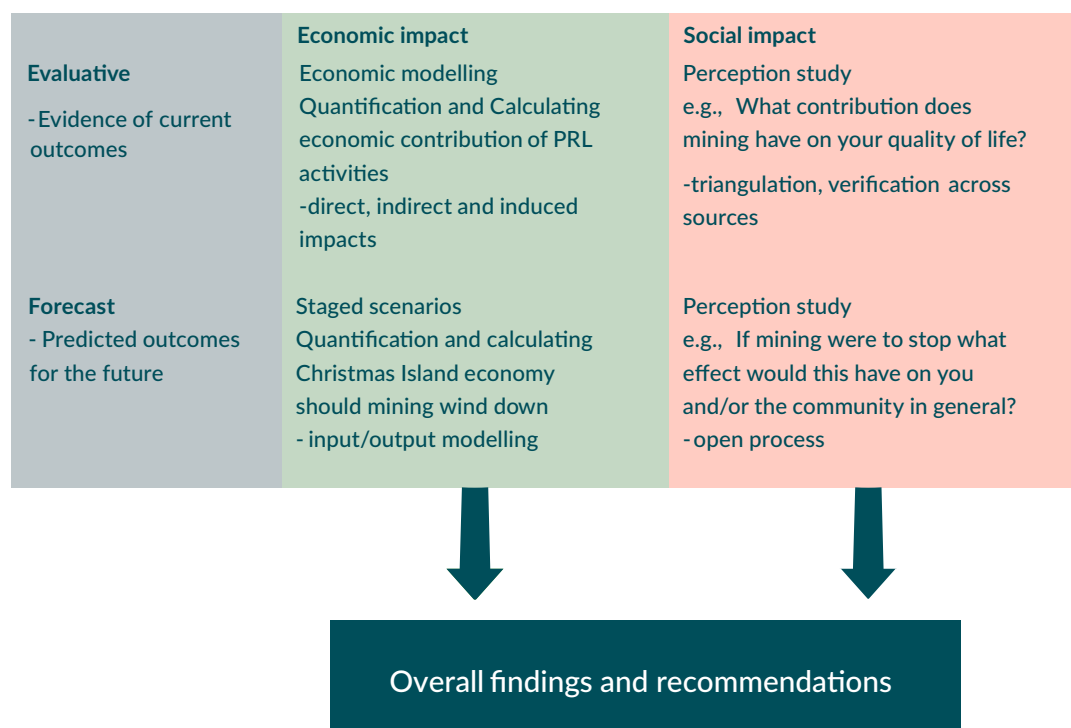 Economic impact
Social impact
Evaluative
- Evidence of current
outcomes
Economic modelling
Quantification and Calculating
economic contribution of PRL
activities
-direct, indirect and induced
impacts
Perception study
e.g., What contribution does
mining have on your quality of life?
-triangulation, verification across
sources
Forecast
- Predicted outcomes
for the future
Staged scenarios
Quantification and calculating
Christmas Island economy
should mining wind down
- input/output modelling
Perception study
e.g., If mining were to stop what
effect would this have on you
and/or the community in general?
- open process
Overall findings and recommendations